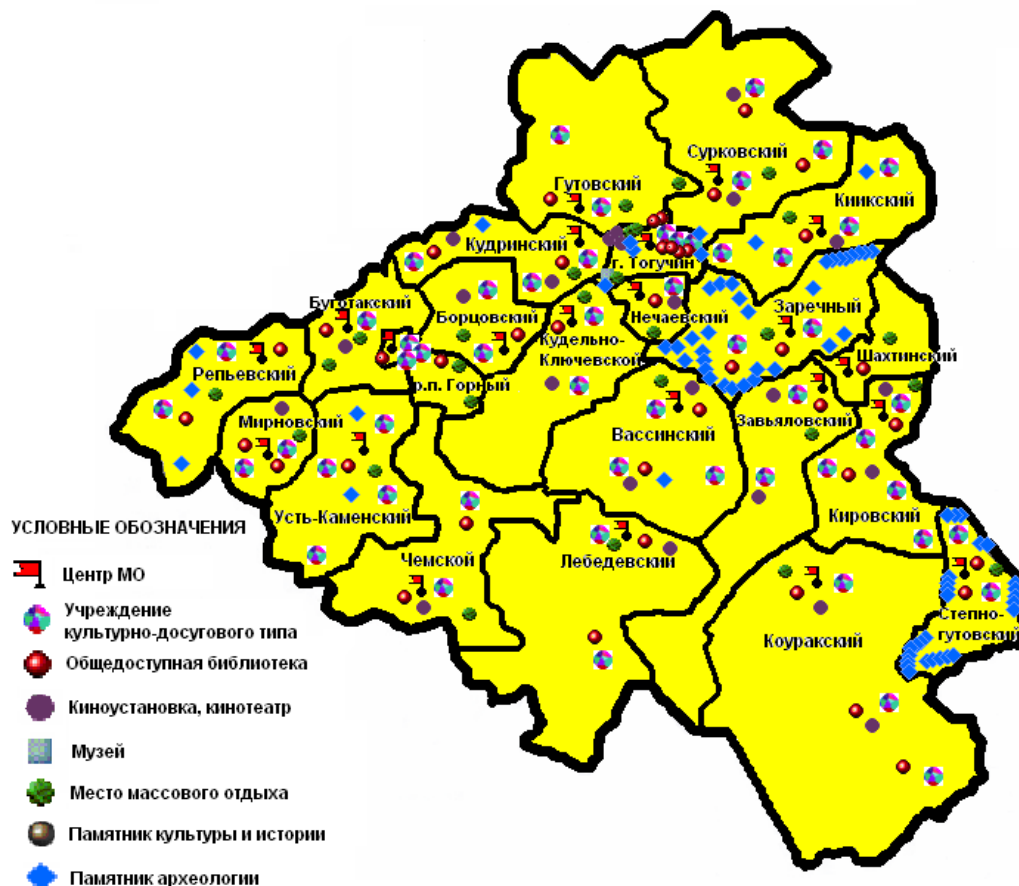 Сурковский
Гутовский
Киикский
Кудринский
г. Тогучин
Буготакский
Борцовский
Нечаевский
Заречный
Кудельно-
Ключевской
Шахтинский
Репьевский
р.п. Горный
Мирновский
Завьяловский
Вассинский
Усть-Каменский
Кировский
Чемской
Лебедевский
Степно-
гутовский
Коуракский
УСЛОВНЫЕ ОБОЗНАЧЕНИЯ
Центр МО
Учреждение
культурно-досугового типа
Общедоступная библиотека
Киноустановка, кинотеатр
Музей
Место массового отдыха
Памятник культуры и истории
Памятник археологии